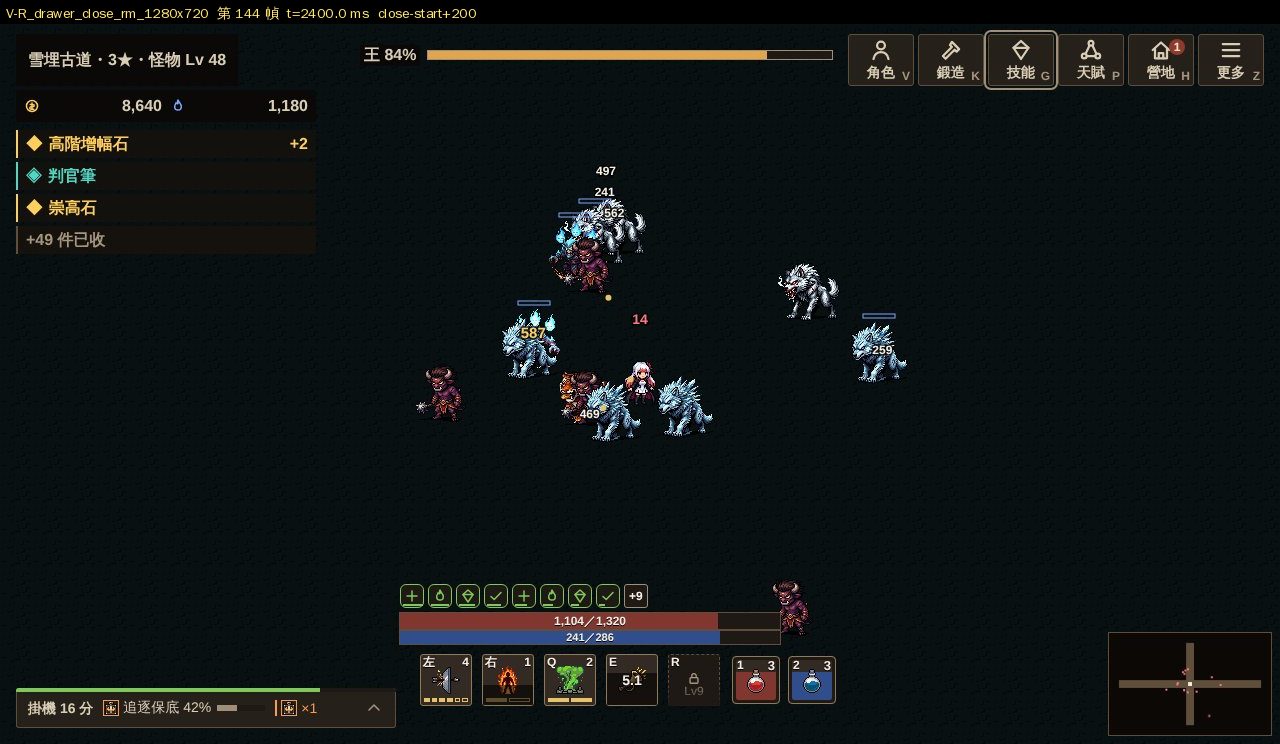 V-R_drawer_close_rm_1280x720 第 144 幀 t=2400.0 ms close-start+200
雪埋古道・3★・怪物 Lv 48
王 84%
角色 V
鍛造 K
技能 G
天賦 P
營地 H 1
更多 Z
8,640 1,180
高階增幅石 +2
判官筆
崇高石
+49 件已收
497
241
562
14
587
259
469
+9
1,104／1,320
241／286
左 4
右 1
Q 2
E 5.1
R Lv9
1 3
2 3
掛機 16 分 追逐保底 42% ×1